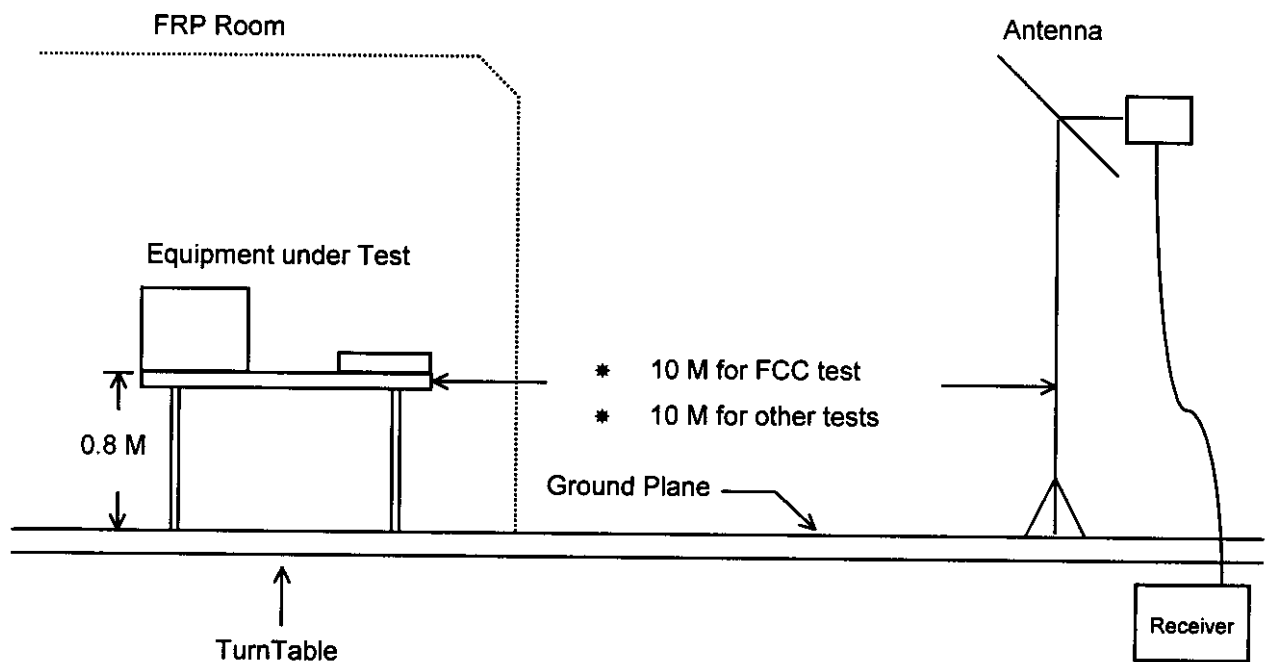 FRP Room
Antenna
Equipment under Test
* 10 M for FCC test
* 10 M for other tests
0.8 M
Ground Plane
TurnTable
Receiver